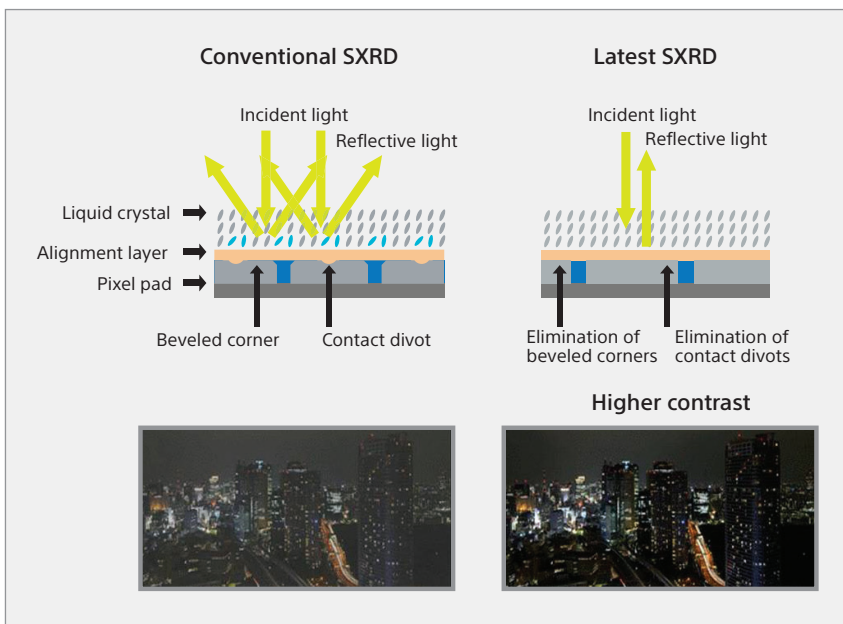 Conventional SXRD
Latest SXRD
Incident light
Reflective light
Incident light
Reflective light
Liquid crystal
Alignment layer
Pixel pad
Beveled corner
Contact divot
Elimination of
beveled corners
Elimination of
contact divots
Higher contrast